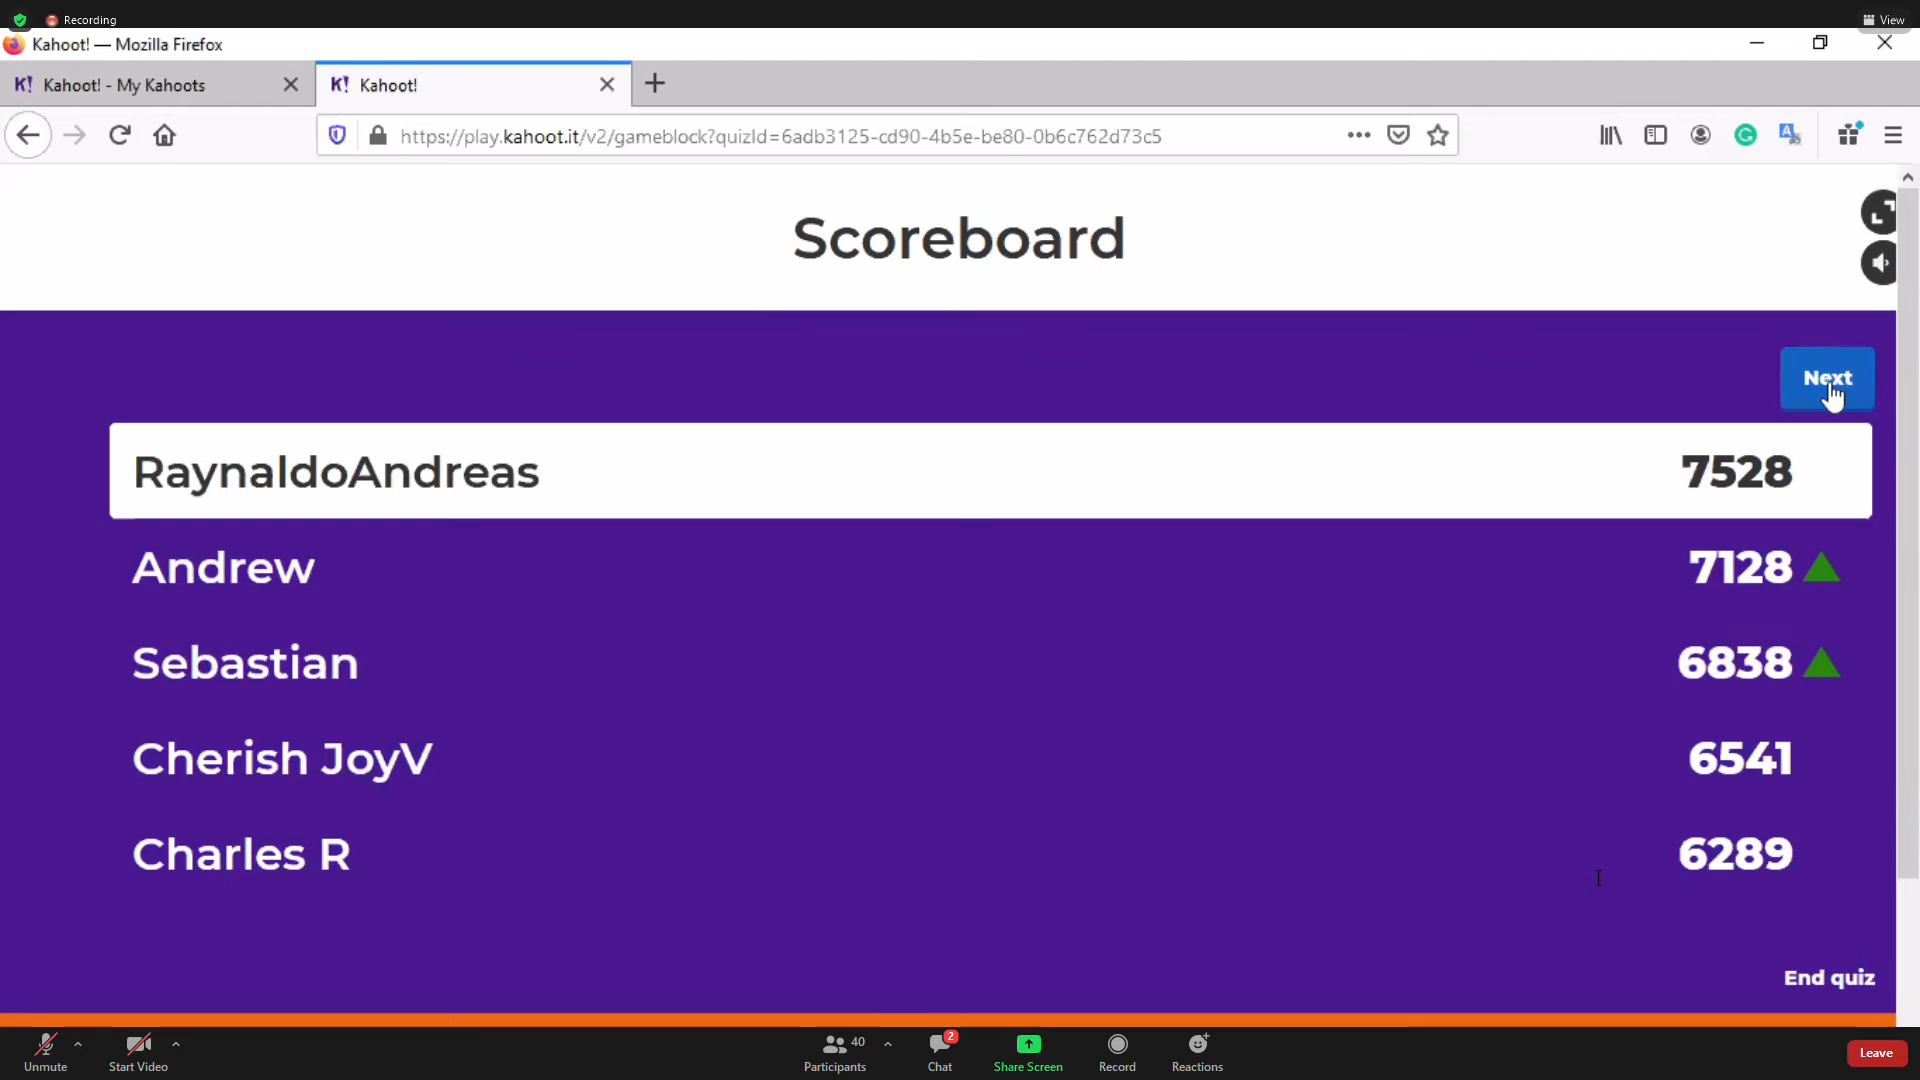 Recording
View
Kahoot! — Mozilla Firefox
K! Kahoot! - My Kahoots
K! Kahoot!
https://play.kahoot.it/v2/gameblock?quizId=6adb3125-cd90-4b5e-be80-0b6c762d73c5
Scoreboard
Next
RaynaldoAndreas 7528
Andrew 7128
Sebastian 6838
Cherish JoyV 6541
Charles R 6289
End quiz
40
2
Unmute
Start Video
Participants
Chat
Share Screen
Record
Reactions
Leave